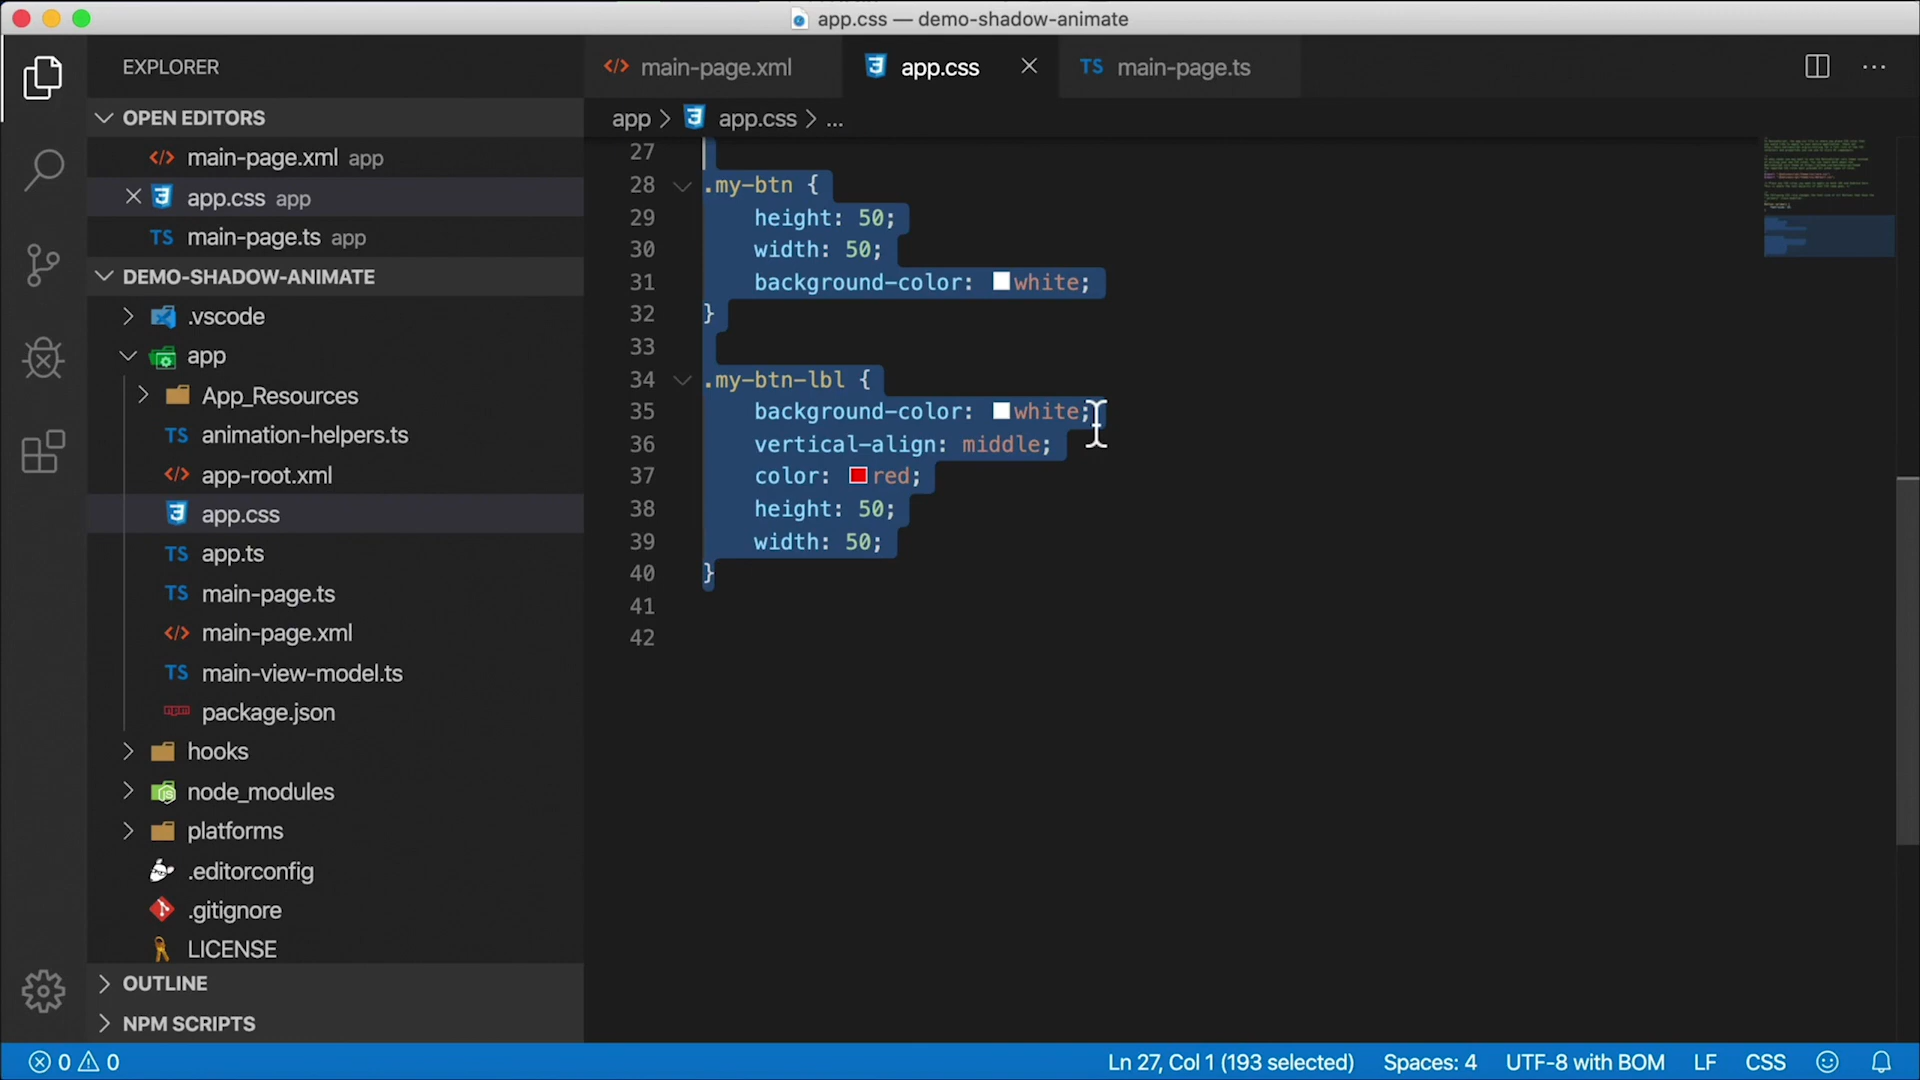 app.css — demo-shadow-animate
EXPLORER
OPEN EDITORS
main-page.xml app
app.css app
TS main-page.ts app
DEMO-SHADOW-ANIMATE
.vscode
app
App_Resources
TS animation-helpers.ts
app-root.xml
app.css
TS app.ts
TS main-page.ts
main-page.xml
TS main-view-model.ts
package.json
hooks
node_modules
platforms
.editorconfig
.gitignore
LICENSE
OUTLINE
NPM SCRIPTS
main-page.xml app.css TS main-page.ts
app > app.css > ...
27
28 .my-btn {
29 height: 50;
30 width: 50;
31 background-color: white;
32 }
33
34 .my-btn-lbl {
35 background-color: white;
36 vertical-align: middle;
37 color: red;
38 height: 50;
39 width: 50;
40 }
41
42
0 0 Ln 27, Col 1 (193 selected) Spaces: 4 UTF-8 with BOM LF CSS